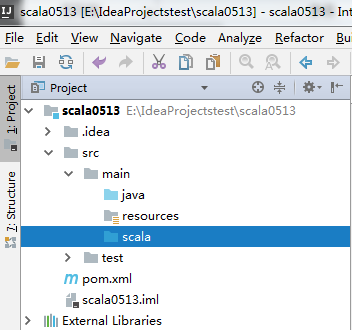 scala0513 [E:\IdeaProjectstest\scala0513] - scala0513 - Int
File Edit View Navigate Code Analyze Refactor Bu
Project
1: Project
7: Structure
scala0513 E:\IdeaProjectstest\scala0513
.idea
src
main
java
resources
scala
test
pom.xml
scala0513.iml
External Libraries